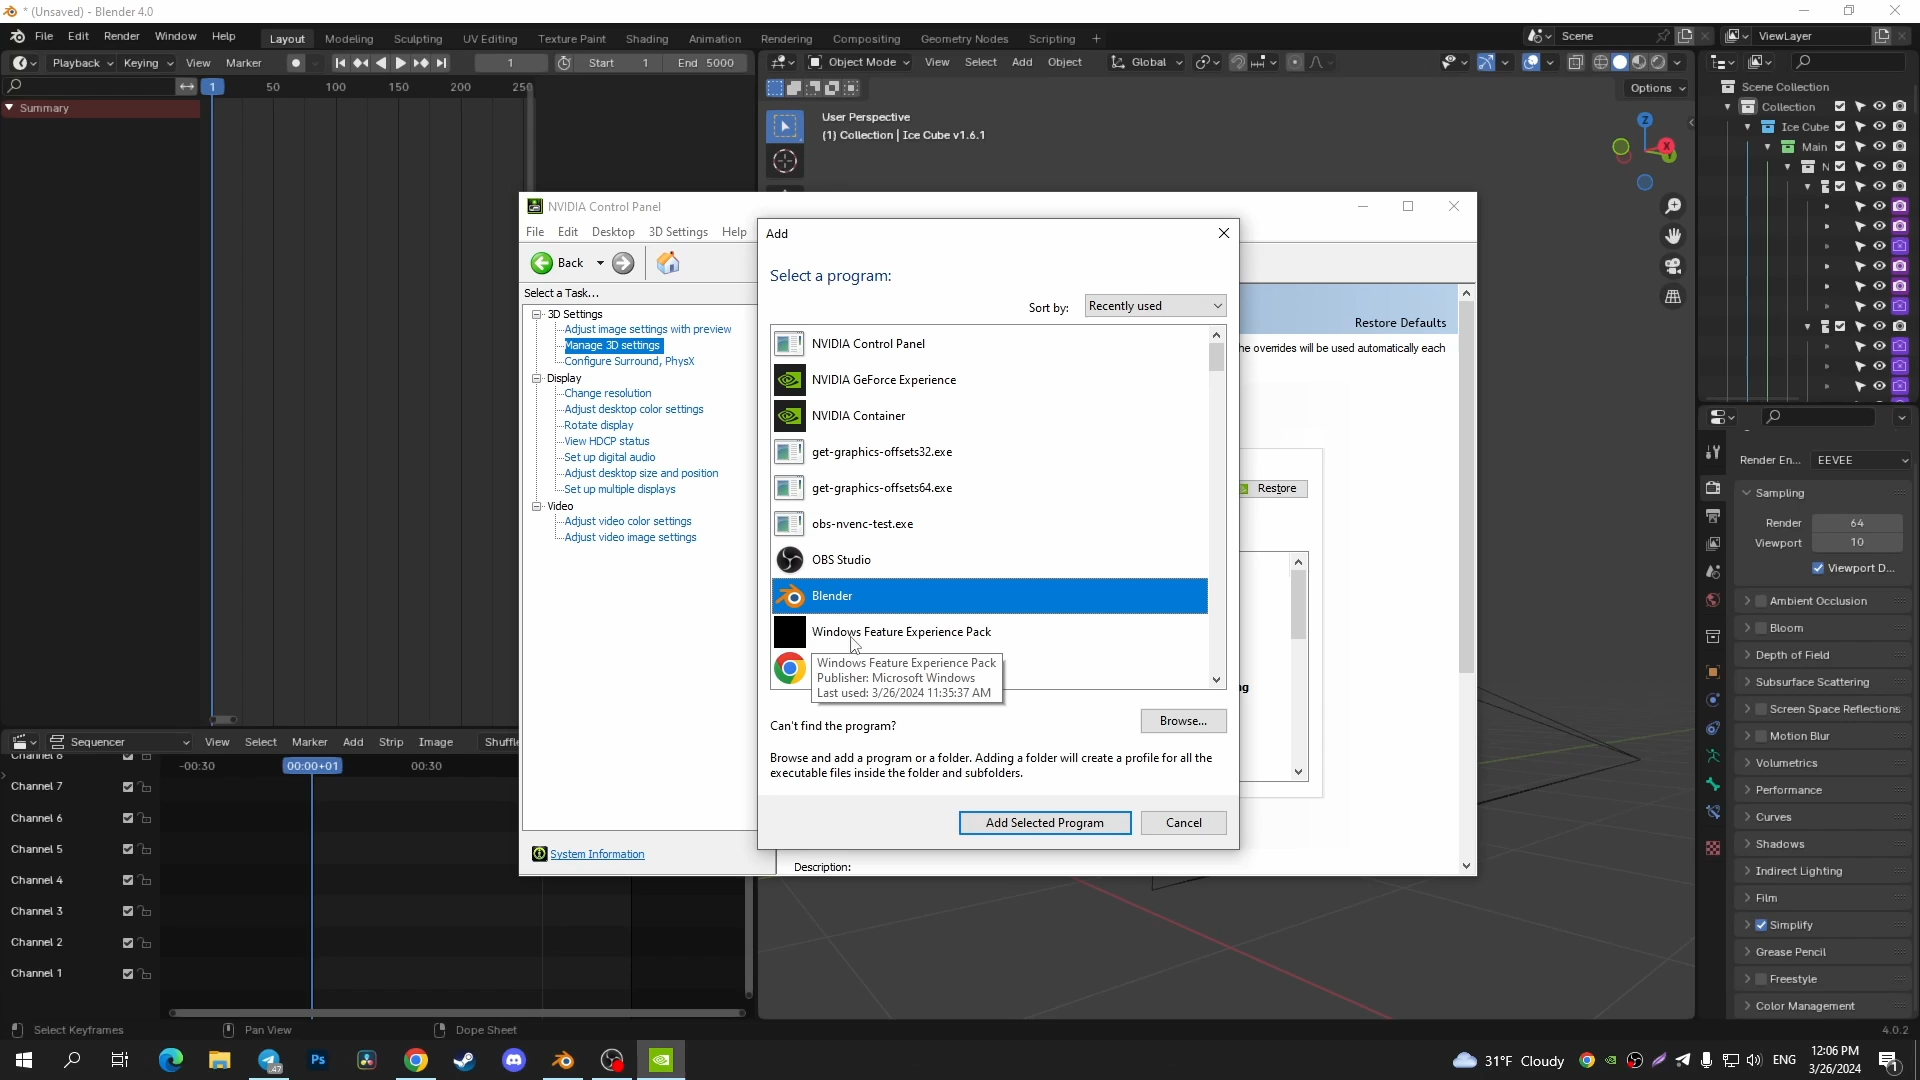 * (Unsaved) - Blender 4.0
File Edit Render Window Help Layout Modeling Sculpting UV Editing Texture Paint Shading Animation Rendering Compositing Geometry Nodes Scripting +
Scene
ViewLayer
Playback Keying View Marker 1 Start 1 End 5000
Object Mode View Select Add Object Global
1 50 100 150 200 250
Options
Summary
User Perspective
(1) Collection | Ice Cube v1.6.1
Z
X
Y
Scene Collection
Collection
Ice Cube
Main
N
NVIDIA Control Panel
File Edit Desktop 3D Settings Help
Back
Select a Task...
3D Settings
Adjust image settings with preview
Manage 3D settings
Configure Surround, PhysX
Display
Change resolution
Adjust desktop color settings
Rotate display
View HDCP status
Set up digital audio
Adjust desktop size and position
Set up multiple displays
Video
Adjust video color settings
Adjust video image settings
System Information
Add
Select a program:
Sort by: Recently used
NVIDIA Control Panel
NVIDIA GeForce Experience
NVIDIA Container
get-graphics-offsets32.exe
get-graphics-offsets64.exe
obs-nvenc-test.exe
OBS Studio
Blender
Windows Feature Experience Pack
Windows Feature Experience Pack
Publisher: Microsoft Windows
Last used: 3/26/2024 11:35:37 AM
Can't find the program?
Browse...
Browse and add a program or a folder. Adding a folder will create a profile for all the
executable files inside the folder and subfolders.
Add Selected Program Cancel
Restore Defaults
he overrides will be used automatically each
Restore
Description:
Render En... EEVEE
Sampling
Render 64
Viewport 10
Viewport D...
Ambient Occlusion
Bloom
Depth of Field
Subsurface Scattering
Screen Space Reflections
Motion Blur
Volumetrics
Performance
Curves
Shadows
Indirect Lighting
Film
Simplify
Grease Pencil
Freestyle
Color Management
Sequencer View Select Marker Add Strip Image Shuffle
-00:30 00:00+01 00:30
Channel 8
Channel 7
Channel 6
Channel 5
Channel 4
Channel 3
Channel 2
Channel 1
Select Keyframes Pan View Dope Sheet
4.0.2
47
Ps
31°F Cloudy
ENG
12:06 PM
3/26/2024
1